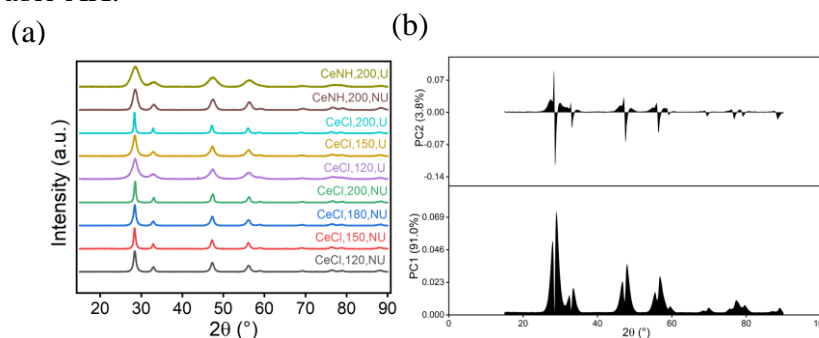 (a)
(b)
CeNH,200,U
CeNH,200,NU
CeCl,200,U
CeCl,150,U
CeCl,120,U
CeCl,200,NU
CeCl,180,NU
CeCl,150,NU
CeCl,120,NU
Intensity (a.u.)
20 30 40 50 60 70 80 90
2θ (°)
PC2 (3.8%)
0.07
0.00
-0.07
-0.14
PC1 (91.0%)
0.069
0.046
0.023
0.000
0 20 40 60 80 100
2θ (°)